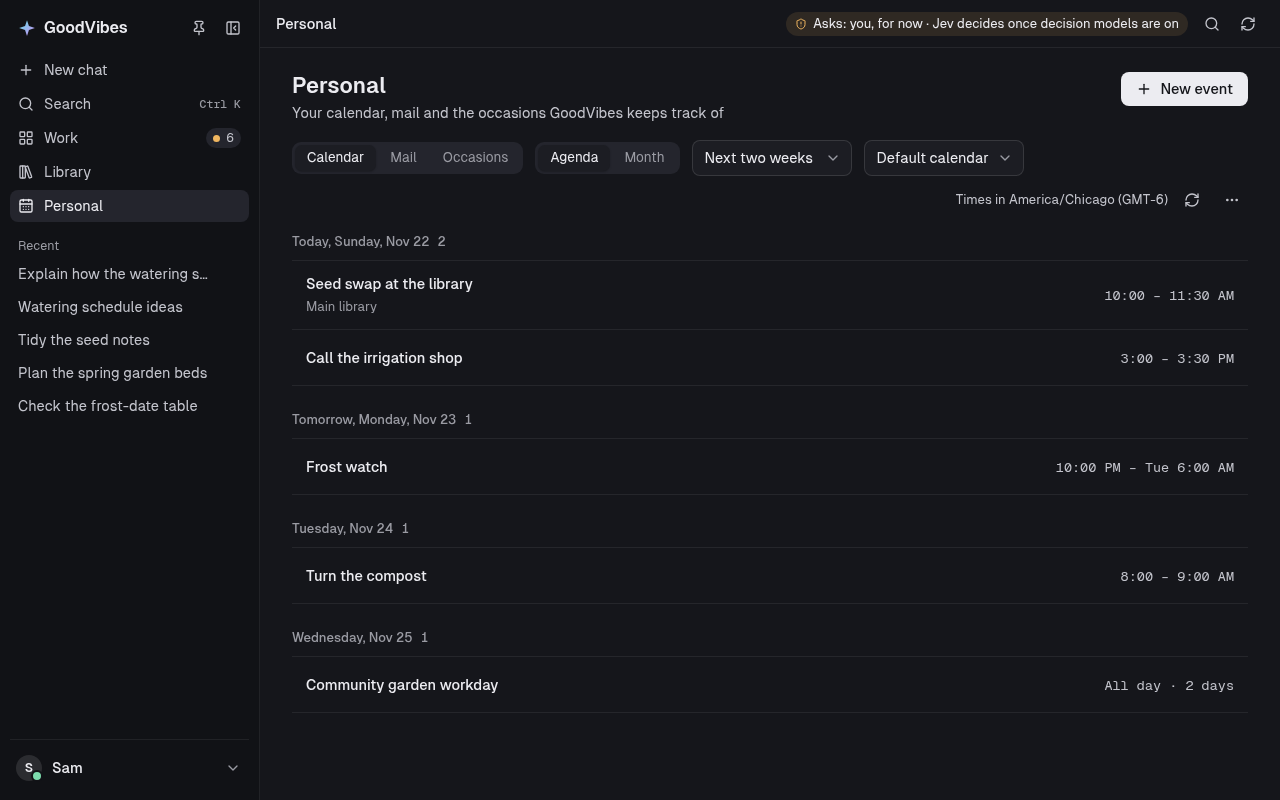 GoodVibes
New chat
Search Ctrl K
Work 6
Library
Personal
Recent
Explain how the watering s…
Watering schedule ideas
Tidy the seed notes
Plan the spring garden beds
Check the frost-date table
S Sam
Personal
Asks: you, for now · Jev decides once decision models are on
Personal
Your calendar, mail and the occasions GoodVibes keeps track of
New event
Calendar Mail Occasions Agenda Month Next two weeks Default calendar
Times in America/Chicago (GMT-6)
Today, Sunday, Nov 22 2
Seed swap at the library
Main library
10:00 – 11:30 AM
Call the irrigation shop 3:00 – 3:30 PM
Tomorrow, Monday, Nov 23 1
Frost watch 10:00 PM – Tue 6:00 AM
Tuesday, Nov 24 1
Turn the compost 8:00 – 9:00 AM
Wednesday, Nov 25 1
Community garden workday All day · 2 days